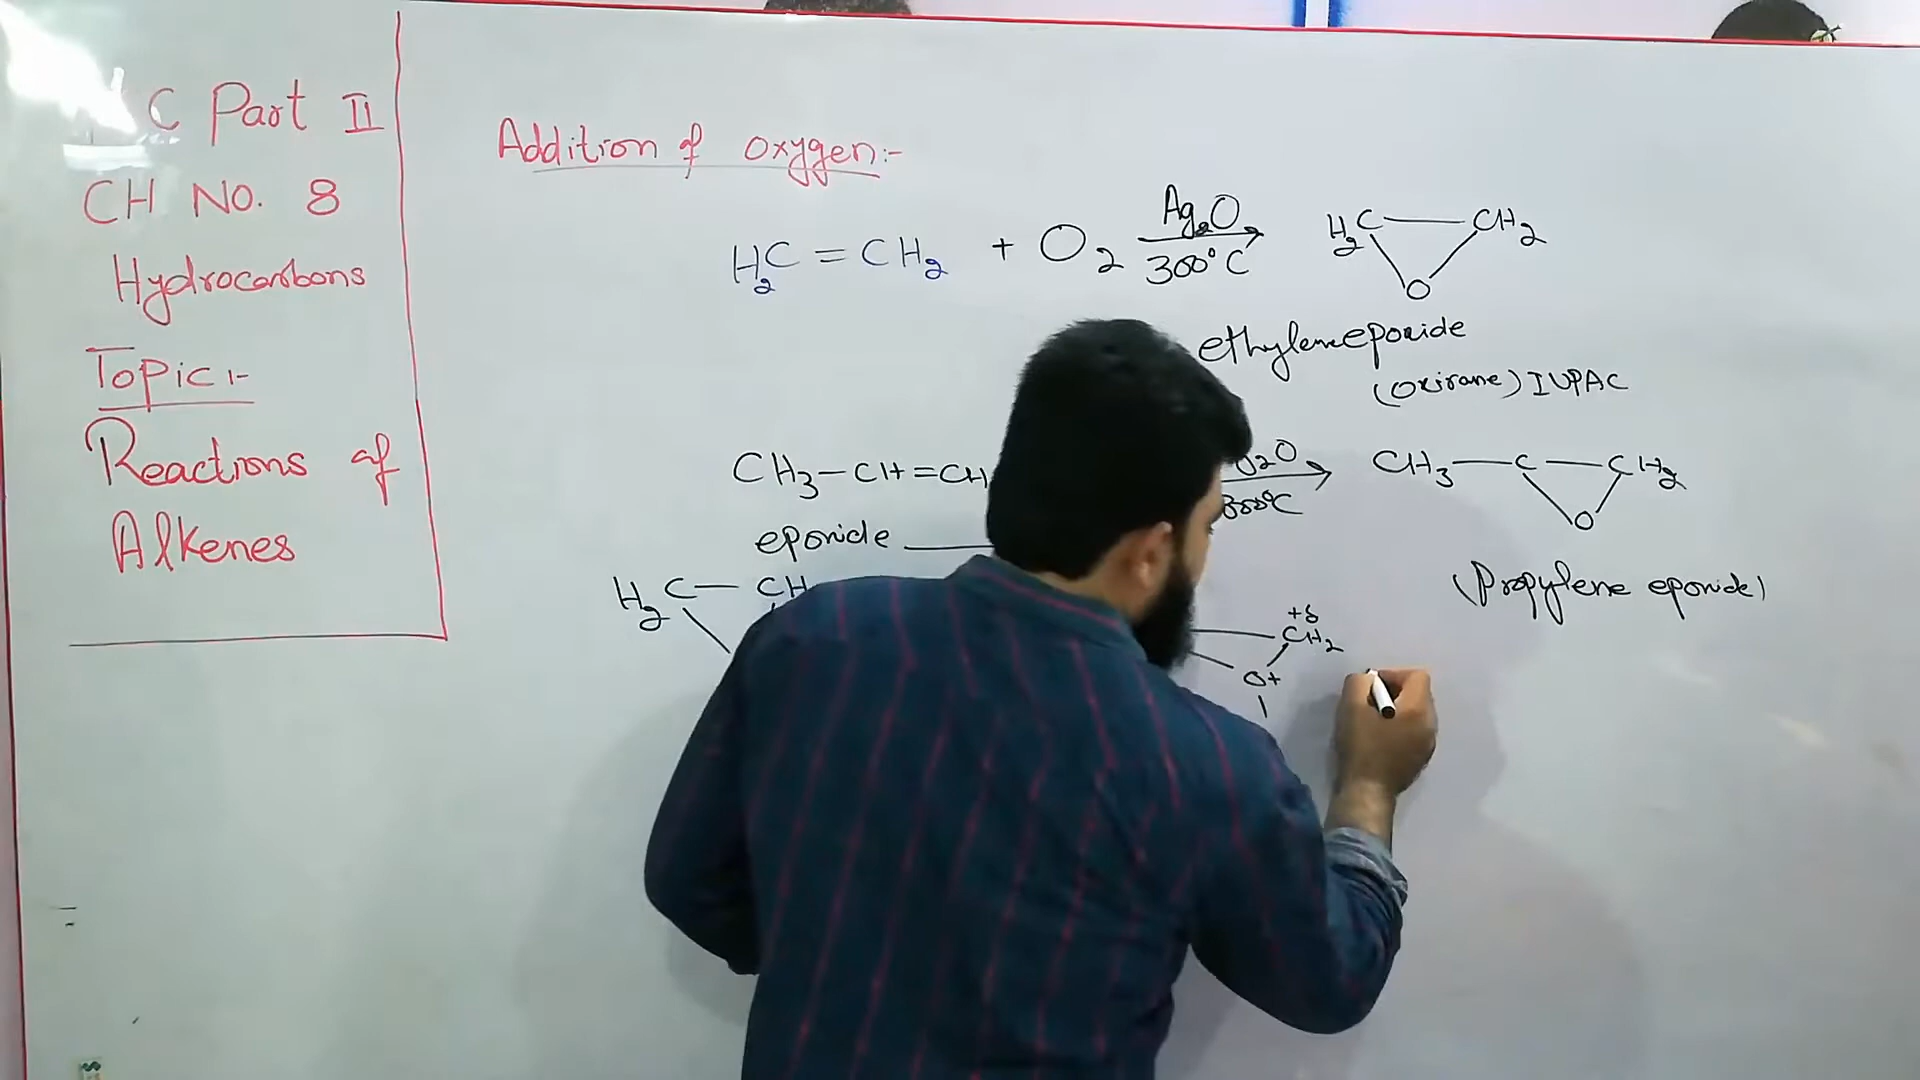 C Part II
CH NO. 8
Hydrocarbons
Topic:-
Reactions of
Alkenes
Addition of oxygen:-
H₂C = CH₂ + O₂ Ag₂O 300°C H₂C — CH₂ O
ethylene epoxide
(oxirane) IUPAC
CH₃—CH=CH g₂O 300°C CH₃—C—CH₂ O
epoxide
(Propylene epoxide)
H₂C — CH
+δ
CH₂
O+